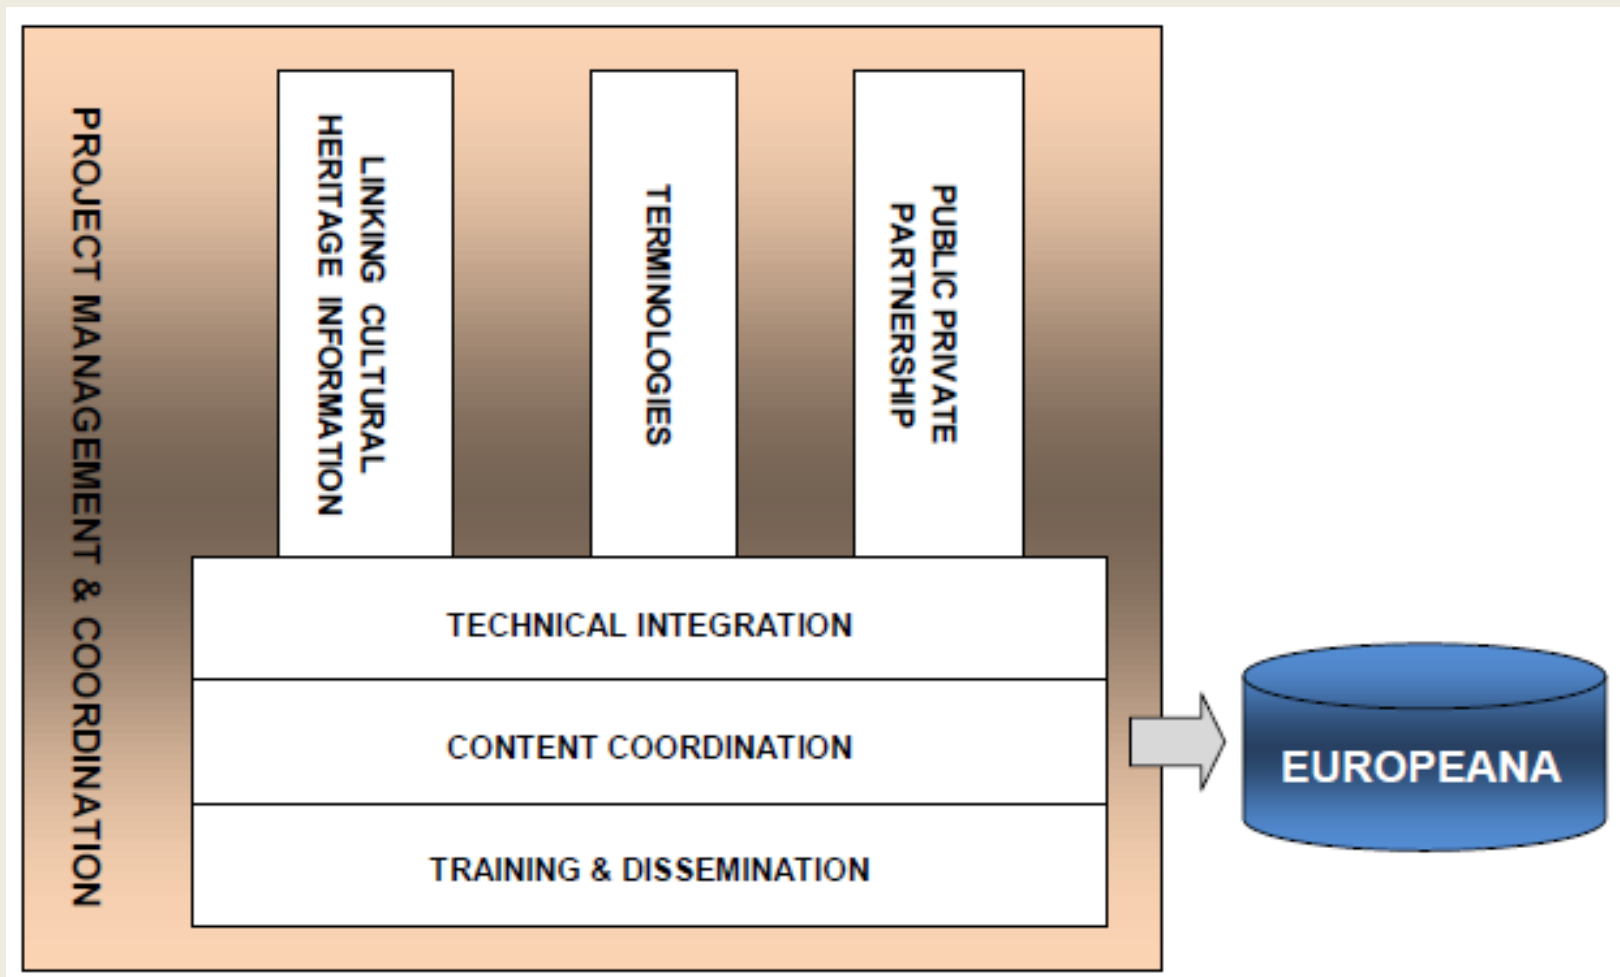 PROJECT MANAGEMENT & COORDINATION
LINKING CULTURAL
HERITAGE INFORMATION
TERMINOLOGIES
PUBLIC PRIVATE
PARTNERSHIP
TECHNICAL INTEGRATION
CONTENT COORDINATION
TRAINING & DISSEMINATION
EUROPEANA